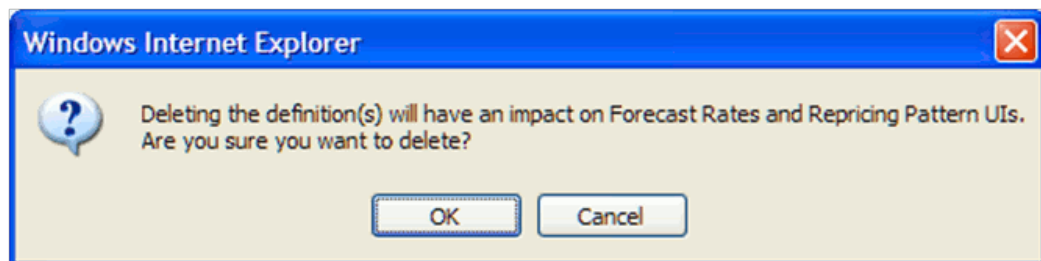 Windows Internet Explorer
Deleting the definition(s) will have an impact on Forecast Rates and Repricing Pattern UIs.
Are you sure you want to delete?
OK Cancel